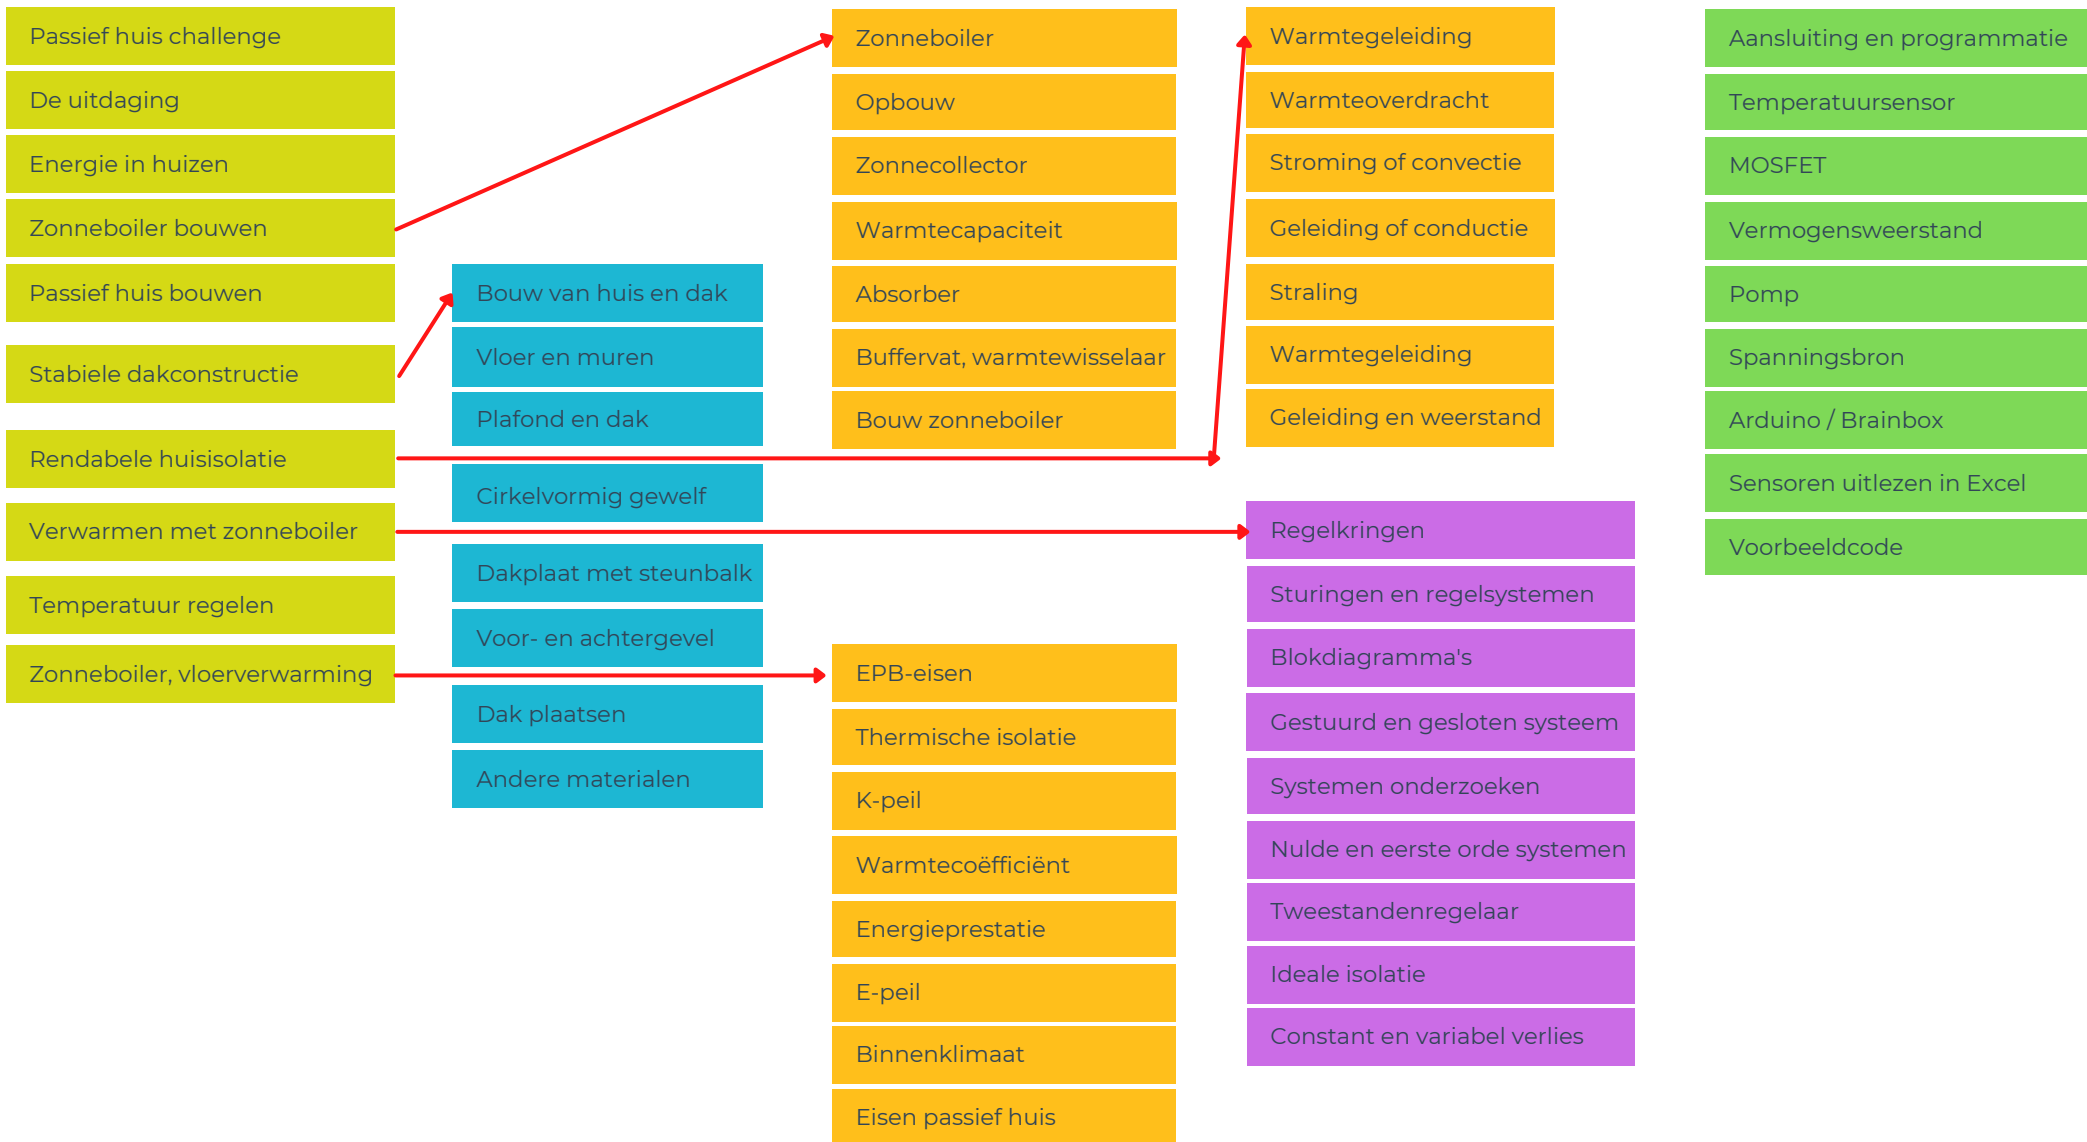 Passief huis challenge
De uitdaging
Energie in huizen
Zonneboiler bouwen
Passief huis bouwen
Stabiele dakconstructie
Rendabele huisisolatie
Verwarmen met zonneboiler
Temperatuur regelen
Zonneboiler, vloerverwarming
Bouw van huis en dak
Vloer en muren
Plafond en dak
Cirkelvormig gewelf
Dakplaat met steunbalk
Voor- en achtergevel
Dak plaatsen
Andere materialen
Zonneboiler
Opbouw
Zonnecollector
Warmtecapaciteit
Absorber
Buffervat, warmtewisselaar
Bouw zonneboiler
EPB-eisen
Thermische isolatie
K-peil
Warmtecoëfficiënt
Energieprestatie
E-peil
Binnenklimaat
Eisen passief huis
Warmtegeleiding
Warmteoverdracht
Stroming of convectie
Geleiding of conductie
Straling
Warmtegeleiding
Geleiding en weerstand
Regelkringen
Sturingen en regelsystemen
Blokdiagramma's
Gestuurd en gesloten systeem
Systemen onderzoeken
Nulde en eerste orde systemen
Tweestandenregelaar
Ideale isolatie
Constant en variabel verlies
Aansluiting en programmatie
Temperatuursensor
MOSFET
Vermogensweerstand
Pomp
Spanningsbron
Arduino / Brainbox
Sensoren uitlezen in Excel
Voorbeeldcode